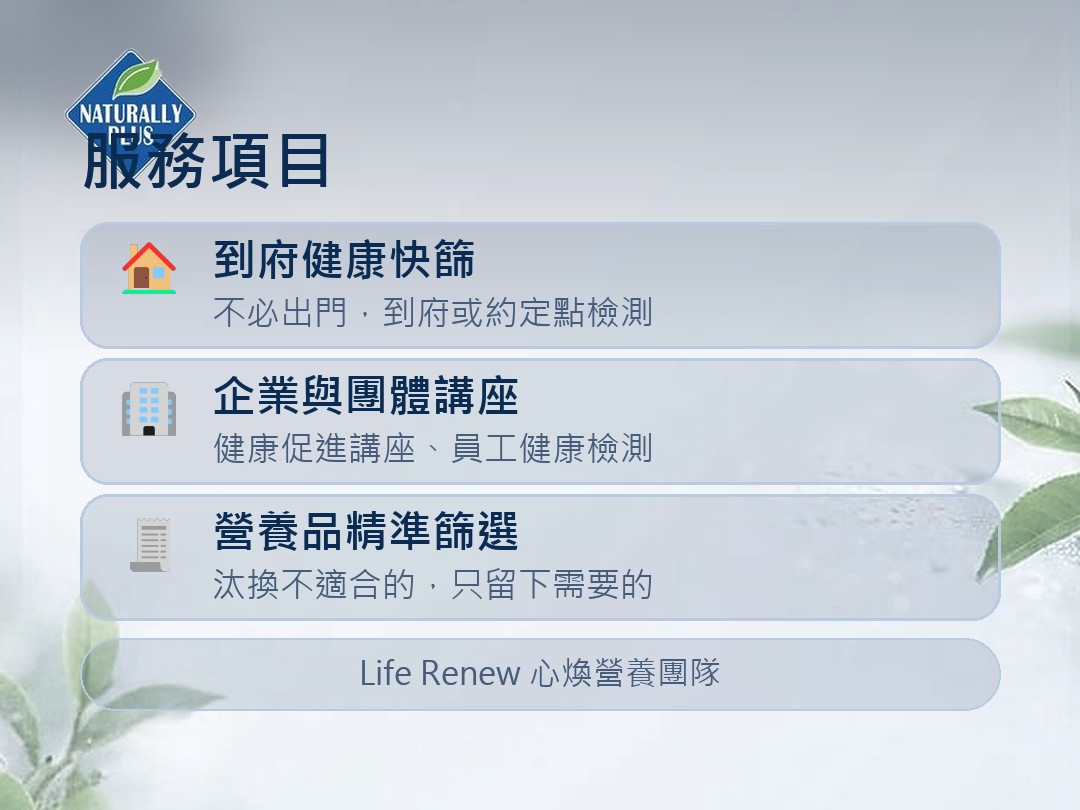 NATURALLY
PLUS
服務項目
到府健康快篩
不必出門，到府或約定點檢測
企業與團體講座
健康促進講座、員工健康檢測
營養品精準篩選
汰換不適合的，只留下需要的
Life Renew 心煥營養團隊